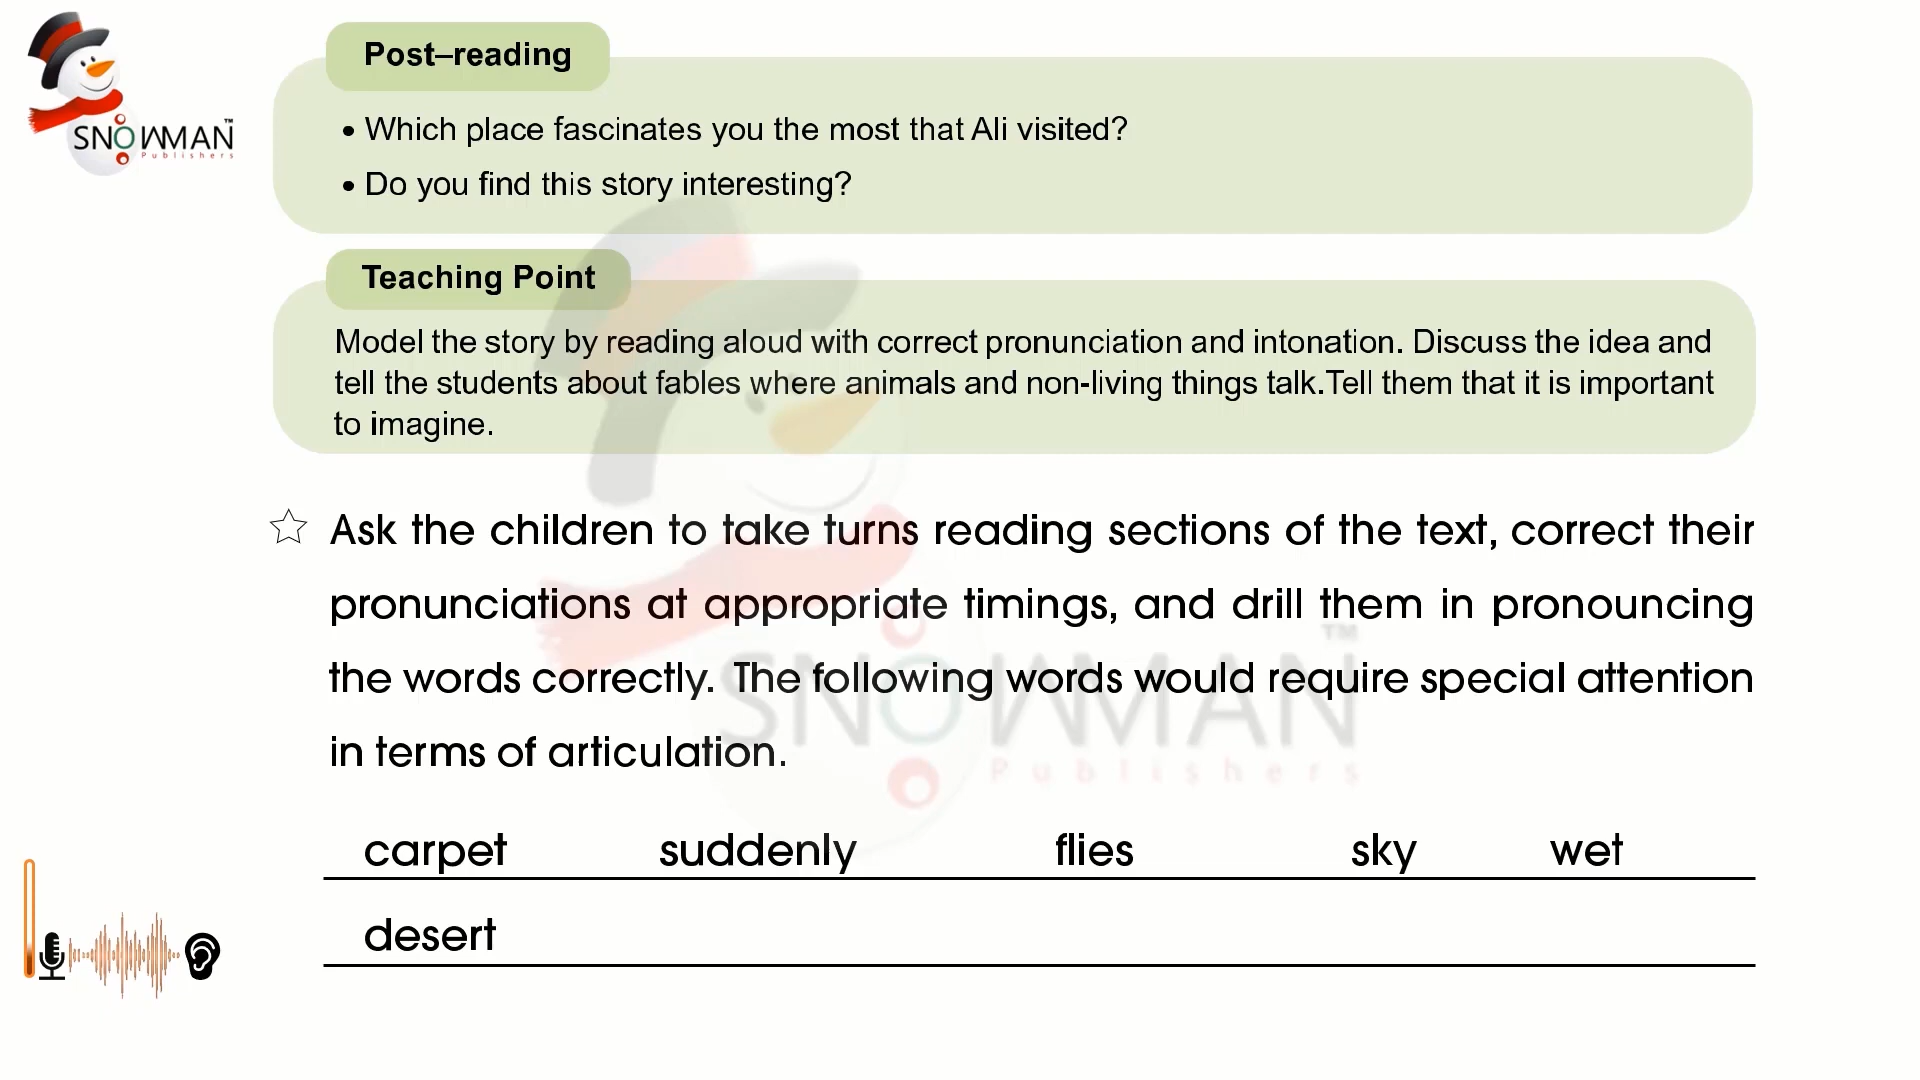 SNOWMAN™
Publishers
Post–reading
• Which place fascinates you the most that Ali visited?
• Do you find this story interesting?
Teaching Point
Model the story by reading aloud with correct pronunciation and intonation. Discuss the idea and
tell the students about fables where animals and non-living things talk.Tell them that it is important
to imagine.
☆ Ask the children to take turns reading sections of the text, correct their
pronunciations at appropriate timings, and drill them in pronouncing
the words correctly. The following words would require special attention
in terms of articulation.
SNOWMAN™
Publishers
carpet suddenly flies sky wet
desert